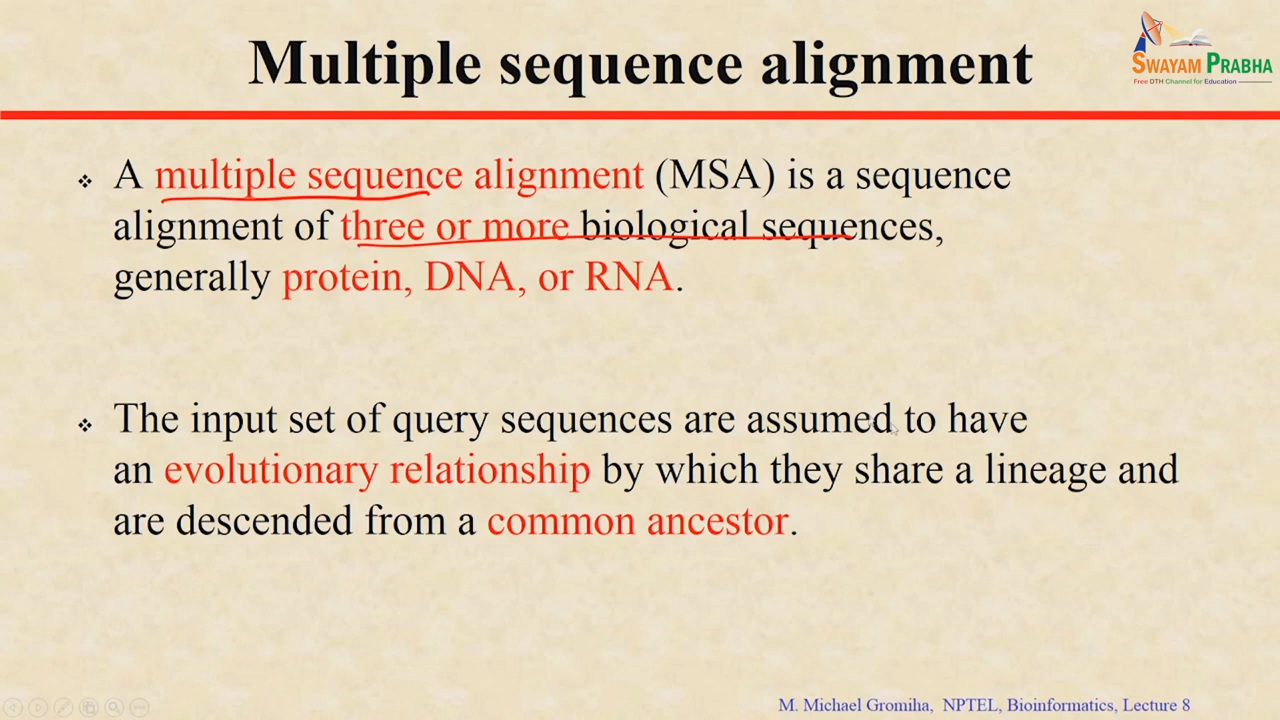 Multiple sequence alignment
SWAYAM PRABHA
Free DTH Channel for Education
❖ A multiple sequence alignment (MSA) is a sequence
alignment of three or more biological sequences,
generally protein, DNA, or RNA.
❖ The input set of query sequences are assumed to have
an evolutionary relationship by which they share a lineage and
are descended from a common ancestor.
M. Michael Gromiha, NPTEL, Bioinformatics, Lecture 8